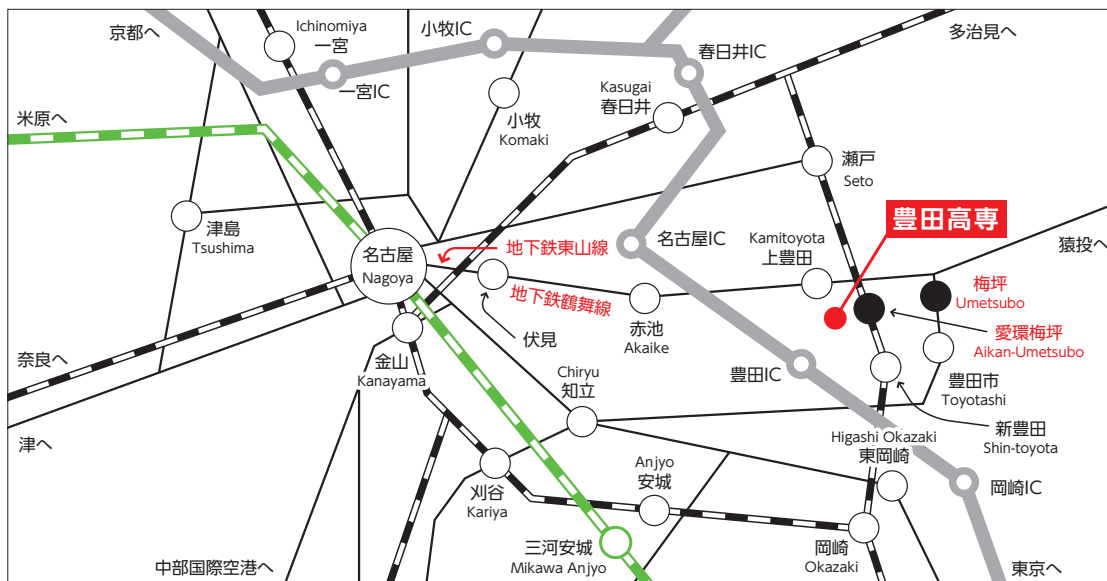 京都へ
Ichinomiya
一宮
小牧IC
春日井IC
多治見へ
一宮IC
米原へ
小牧
Komaki
Kasugai
春日井
瀬戸
Seto
津島
Tsushima
名古屋
Nagoya
地下鉄東山線
地下鉄鶴舞線
名古屋IC
豊田高専
Kamitoyota
上豊田
猿投へ
梅坪
Umetsubo
愛環梅坪
Aikan-Umetsubo
伏見
赤池
Akaike
奈良へ
金山
Kanayama
Chiryu
知立
豊田IC
豊田市
Toyotashi
新豊田
Shin-toyota
津へ
Higashi Okazaki
東岡崎
刈谷
Kariya
Anjyo
安城
岡崎IC
三河安城
Mikawa Anjyo
岡崎
Okazaki
中部国際空港へ
東京へ